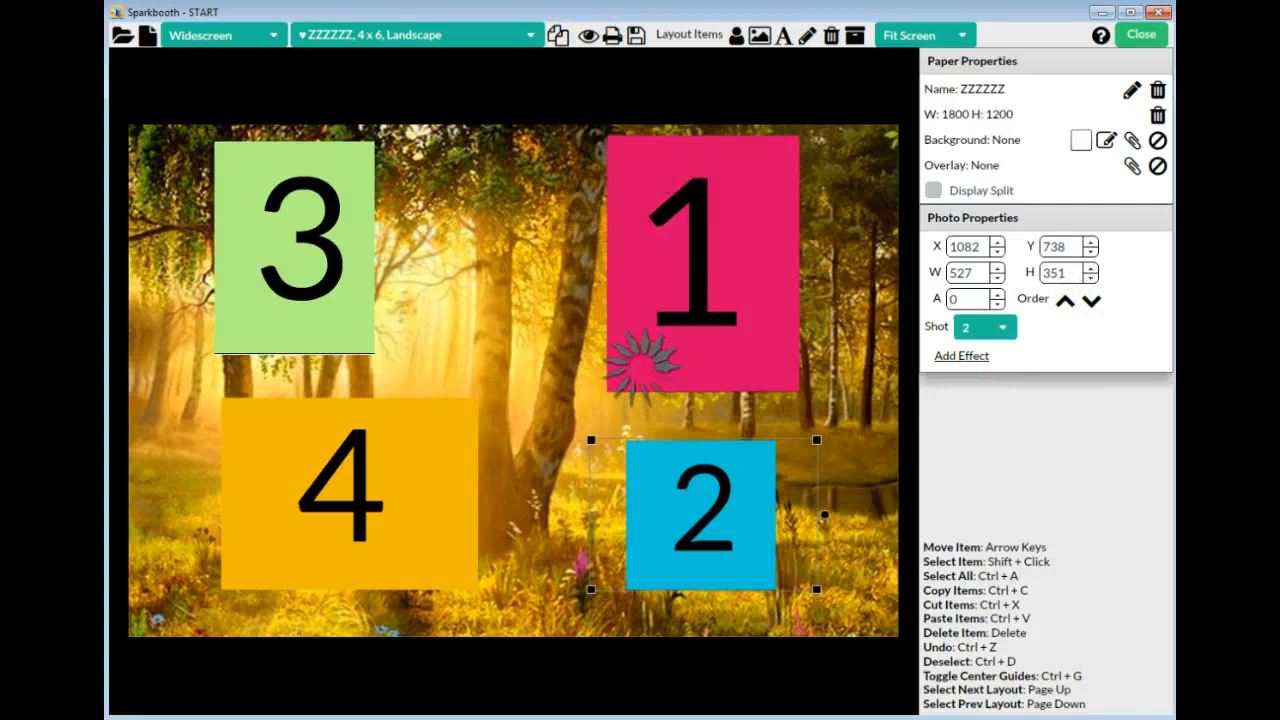 Sparkbooth - START
Widescreen
♥ ZZZZZZ, 4 x 6, Landscape
Layout Items
Fit Screen
Close
Paper Properties
Name: ZZZZZZ
W: 1800 H: 1200
Background: None
Overlay: None
Display Split
Photo Properties
X 1082 Y 738
W 527 H 351
A 0 Order
Shot 2
Add Effect
3
1
4
2
Move Item: Arrow Keys
Select Item: Shift + Click
Select All: Ctrl + A
Copy Items: Ctrl + C
Cut Items: Ctrl + X
Paste Items: Ctrl + V
Delete Item: Delete
Undo: Ctrl + Z
Deselect: Ctrl + D
Toggle Center Guides: Ctrl + G
Select Next Layout: Page Up
Select Prev Layout: Page Down